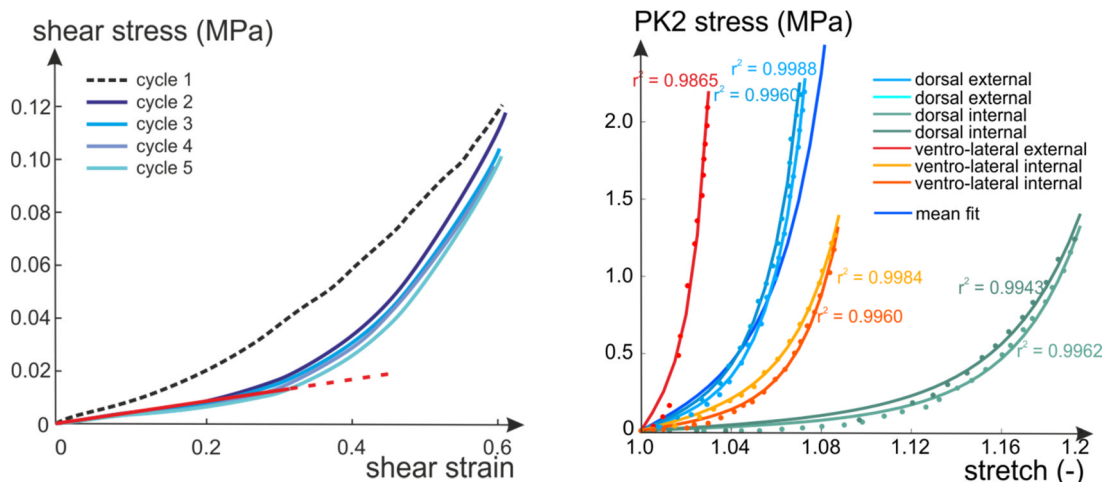 shear stress (MPa)
cycle 1
cycle 2
cycle 3
cycle 4
cycle 5
0.12
0.10
0.08
0.06
0.04
0.02
0
0
0.2
0.4
0.6
shear strain
PK2 stress (MPa)
r² = 0.9865
r² = 0.9988
r² = 0.9960
dorsal external
dorsal external
dorsal internal
dorsal internal
ventro-lateral external
ventro-lateral internal
ventro-lateral internal
mean fit
2.0
1.5
1.0
0.5
0
r² = 0.9984
r² = 0.9960
r² = 0.9943
r² = 0.9962
1.0
1.04
1.08
1.12
1.16
1.2
stretch (-)